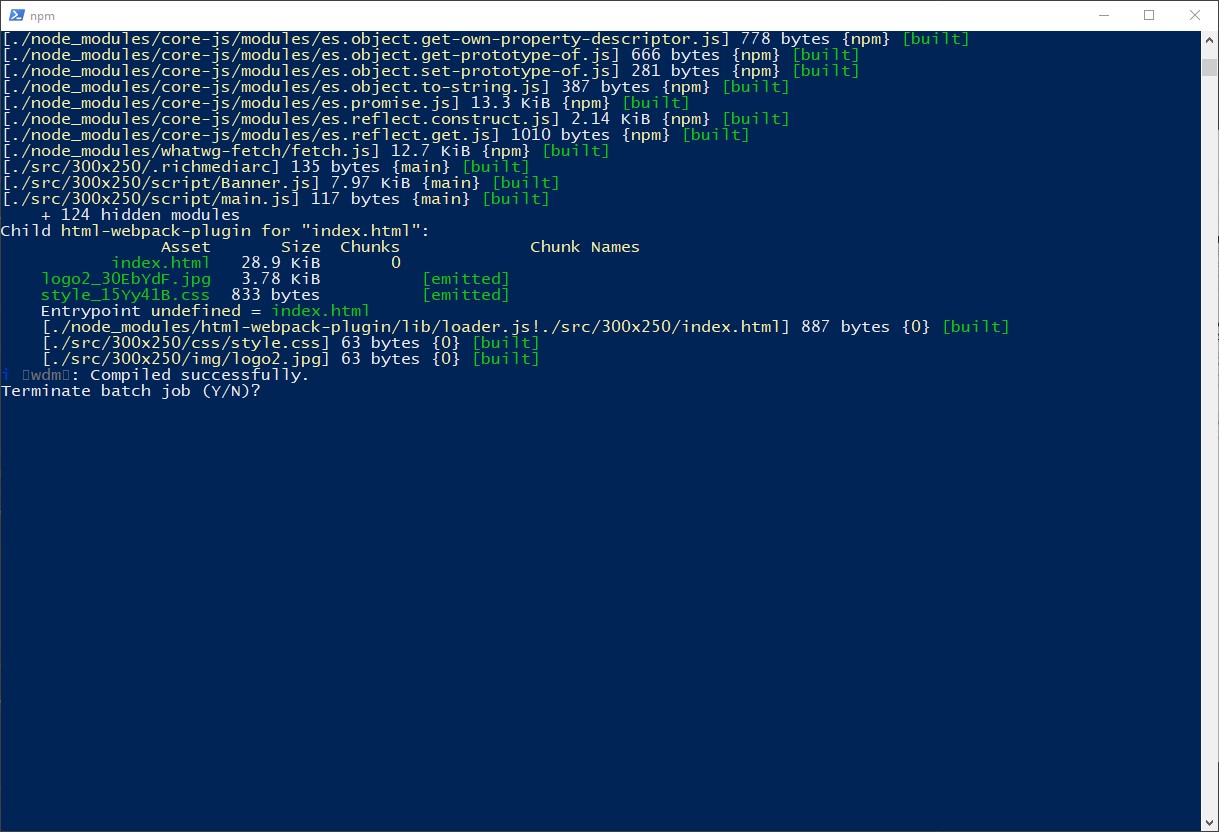 npm
[./node_modules/core-js/modules/es.object.get-own-property-descriptor.js] 778 bytes {npm} [built]
[./node_modules/core-js/modules/es.object.get-prototype-of.js] 666 bytes {npm} [built]
[./node_modules/core-js/modules/es.object.set-prototype-of.js] 281 bytes {npm} [built]
[./node_modules/core-js/modules/es.object.to-string.js] 387 bytes {npm} [built]
[./node_modules/core-js/modules/es.promise.js] 13.3 KiB {npm} [built]
[./node_modules/core-js/modules/es.reflect.construct.js] 2.14 KiB {npm} [built]
[./node_modules/core-js/modules/es.reflect.get.js] 1010 bytes {npm} [built]
[./node_modules/whatwg-fetch/fetch.js] 12.7 KiB {npm} [built]
[./src/300x250/.richmediarc] 135 bytes {main} [built]
[./src/300x250/script/Banner.js] 7.97 KiB {main} [built]
[./src/300x250/script/main.js] 117 bytes {main} [built]
+ 124 hidden modules
Child html-webpack-plugin for "index.html":
Asset Size Chunks Chunk Names
index.html 28.9 KiB 0
logo2_3OEbYdF.jpg 3.78 KiB [emitted]
style_15Yy41B.css 833 bytes [emitted]
Entrypoint undefined = index.html
[./node_modules/html-webpack-plugin/lib/loader.js!./src/300x250/index.html] 887 bytes {0} [built]
[./src/300x250/css/style.css] 63 bytes {0} [built]
[./src/300x250/img/logo2.jpg] 63 bytes {0} [built]
i ▯wdm▯: Compiled successfully.
Terminate batch job (Y/N)?